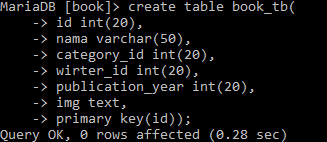 MariaDB [book]> create table book_tb(
-> id int(20),
-> nama varchar(50),
-> category_id int(20),
-> wirter_id int(20),
-> publication_year int(20),
-> img text,
-> primary key(id));
Query OK, 0 rows affected (0.28 sec)